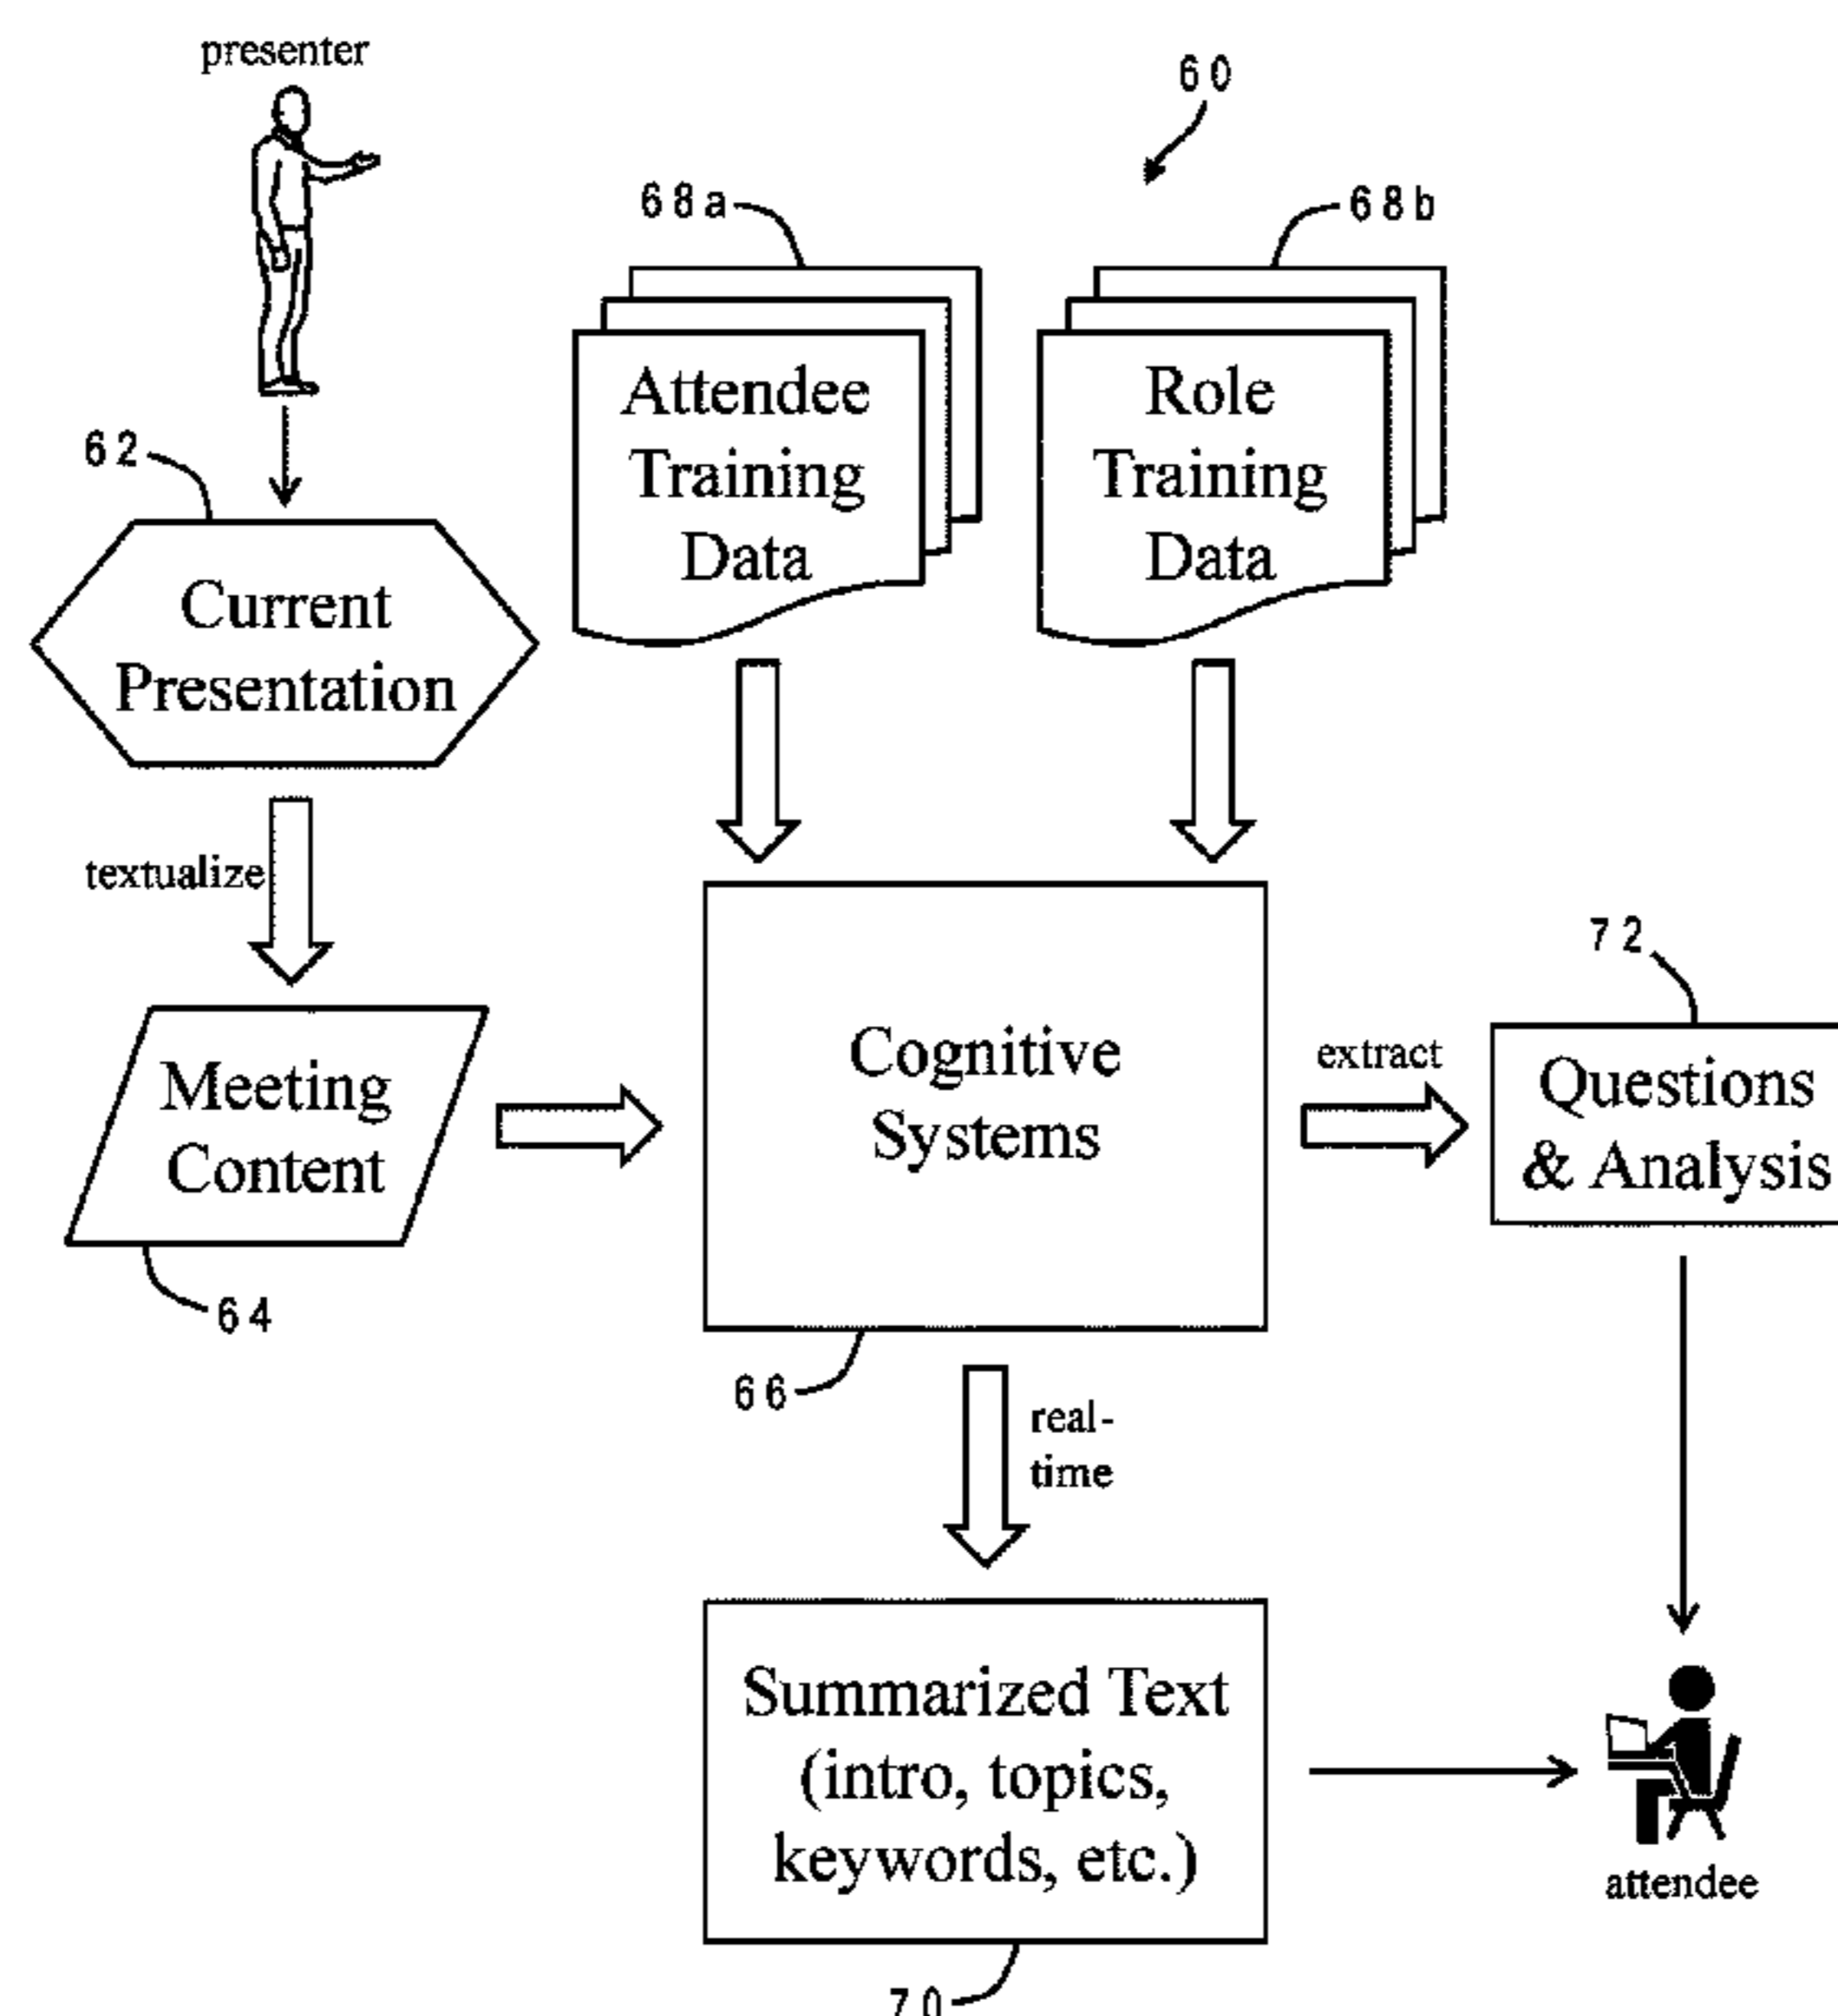 presenter
60
68a
68b
Attendee
Training
Data
Role
Training
Data
62
Current
Presentation
textualize
72
Meeting
Content
Cognitive
Systems
extract
Questions
& Analysis
64
66
real-
time
Summarized Text
(intro, topics,
keywords, etc.)
attendee
70